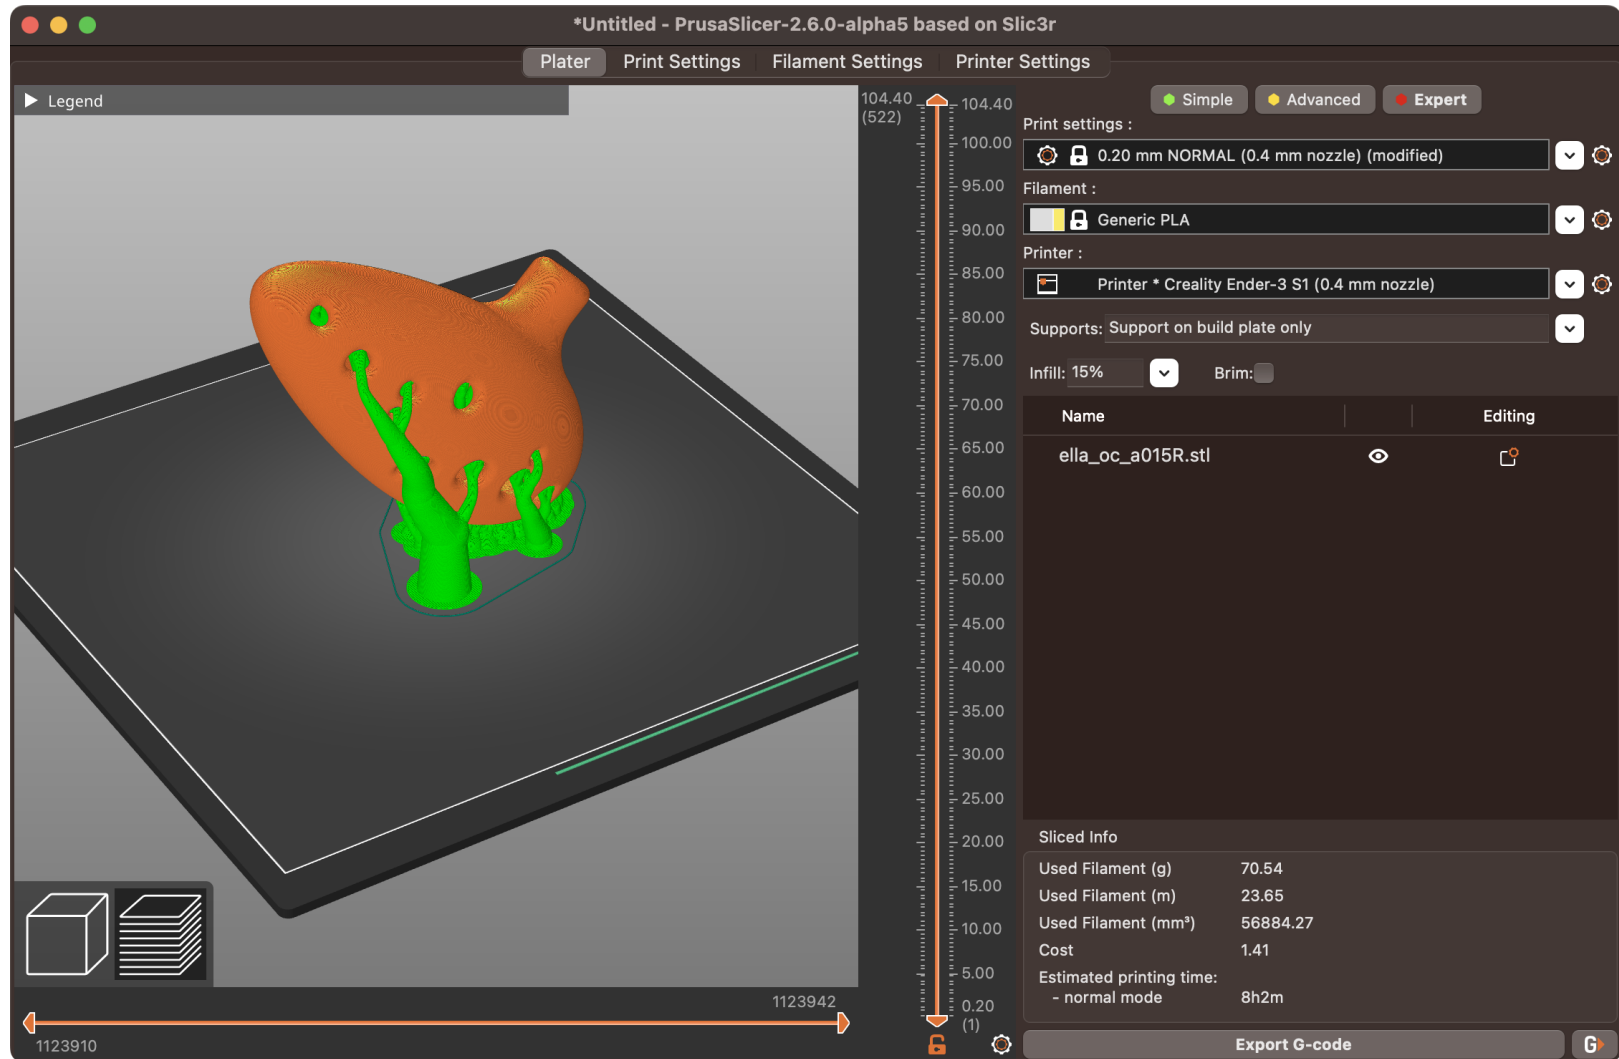 *Untitled - PrusaSlicer-2.6.0-alpha5 based on Slic3r
Plater
Print Settings
Filament Settings
Printer Settings
Legend
104.40
(522)
104.40
100.00
95.00
90.00
85.00
80.00
75.00
70.00
65.00
60.00
55.00
50.00
45.00
40.00
35.00
30.00
25.00
20.00
15.00
10.00
5.00
0.20
(1)
1123942
1123910
Simple
Advanced
Expert
Print settings :
0.20 mm NORMAL (0.4 mm nozzle) (modified)
Filament :
Generic PLA
Printer :
Printer * Creality Ender-3 S1 (0.4 mm nozzle)
Supports: Support on build plate only
Infill: 15%
Brim:
Name
Editing
ella_oc_a015R.stl
Sliced Info
Used Filament (g) 70.54
Used Filament (m) 23.65
Used Filament (mm³) 56884.27
Cost 1.41
Estimated printing time:
- normal mode 8h2m
Export G-code
G